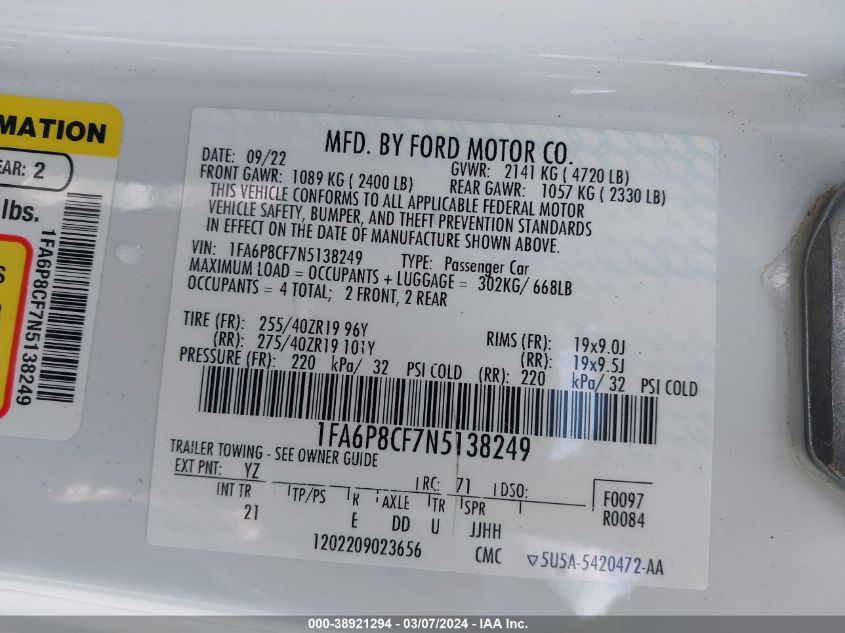 MATION
EAR: 2
lbs.
S
1FA6P8CF7N5138249
MFD. BY FORD MOTOR CO.
DATE: 09/22 GVWR: 2141 KG ( 4720 LB)
FRONT GAWR: 1089 KG ( 2400 LB) REAR GAWR: 1057 KG ( 2330 LB)
THIS VEHICLE CONFORMS TO ALL APPLICABLE FEDERAL MOTOR
VEHICLE SAFETY, BUMPER, AND THEFT PREVENTION STANDARDS
IN EFFECT ON THE DATE OF MANUFACTURE SHOWN ABOVE.
VIN: 1FA6P8CF7N5138249 TYPE: Passenger Car
MAXIMUM LOAD = OCCUPANTS + LUGGAGE = 302KG/ 668LB
OCCUPANTS = 4 TOTAL; 2 FRONT, 2 REAR
TIRE (FR): 255/40ZR19 96Y RIMS (FR): 19x9.0J
(RR): 275/40ZR19 101Y (RR): 19x9.5J
PRESSURE (FR): 220 kPa/ 32 PSI COLD (RR): 220 kPa/ 32 PSI COLD
1FA6P8CF7N5138249
TRAILER TOWING - SEE OWNER GUIDE
EXT PNT: YZ RC: 71 DSO: F0097
INT TR TP/PS R AXLE TR SPR R0084
21 E DD U JJHH
1202209023656 CMC ▽5U5A-5420472-AA
000-38921294 - 03/07/2024 - IAA Inc.